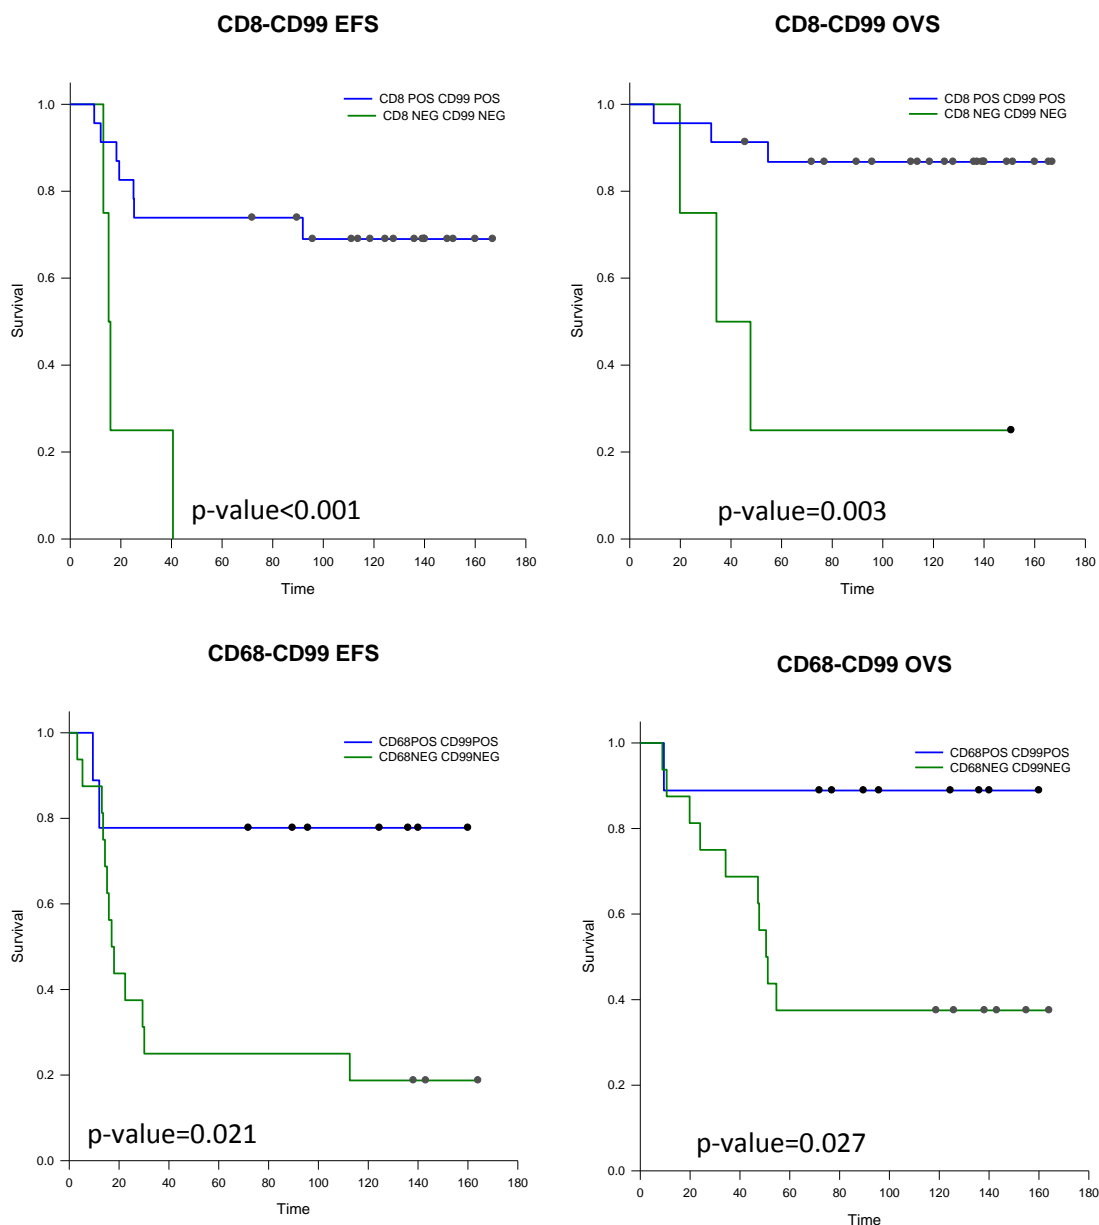 CD8-CD99 EFS
CD8 POS CD99 POS
CD8 NEG CD99 NEG
1.0
0.8
0.6
0.4
0.2
0.0
Survival
p-value<0.001
0 20 40 60 80 100 120 140 160 180
Time
CD8-CD99 OVS
CD8 POS CD99 POS
CD8 NEG CD99 NEG
1.0
0.8
0.6
0.4
0.2
0.0
Survival
p-value=0.003
0 20 40 60 80 100 120 140 160 180
Time
CD68-CD99 EFS
CD68POS CD99POS
CD68NEG CD99NEG
1.0
0.8
0.6
0.4
0.2
0.0
Survival
p-value=0.021
0 20 40 60 80 100 120 140 160 180
Time
CD68-CD99 OVS
CD68POS CD99POS
CD68NEG CD99NEG
1.0
0.8
0.6
0.4
0.2
0.0
Survival
p-value=0.027
0 20 40 60 80 100 120 140 160 180
Time